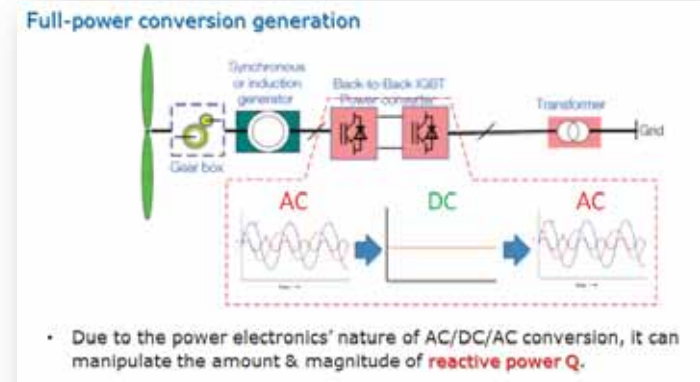 Full-power conversion generation
Synchronous
or induction
generator
Back-to-Back IGBT
Power converter
Transformer
Grid
Gear box
AC
DC
AC
• Due to the power electronics' nature of AC/DC/AC conversion, it can
manipulate the amount & magnitude of reactive power Q.